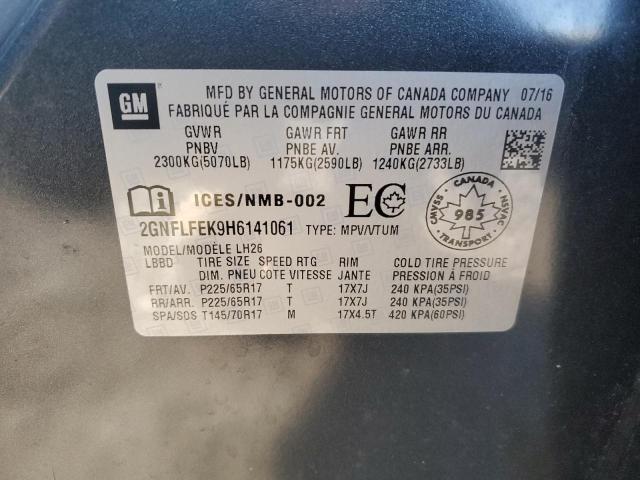 GM
MFD BY GENERAL MOTORS OF CANADA COMPANY 07/16
FABRIQUÉ PAR LA COMPAGNIE GENERAL MOTORS DU CANADA
GVWR GAWR FRT GAWR RR
PNBV PNBE AV. PNBE ARR.
2300KG(5070LB) 1175KG(2590LB) 1240KG(2733LB)
i ICES/NMB-002 EC
CANADA
CMVSS 985 NSVAC
TRANSPORT
2GNFLFEK9H6141061 TYPE: MPV/VTUM
MODEL/MODÈLE LH26
LBBD TIRE SIZE SPEED RTG RIM COLD TIRE PRESSURE
DIM. PNEU COTE VITESSE JANTE PRESSION À FROID
FRT/AV. P225/65R17 T 17X7J 240 KPA(35PSI)
RR/ARR. P225/65R17 T 17X7J 240 KPA(35PSI)
SPA/SDS T145/70R17 M 17X4.5T 420 KPA(60PSI)